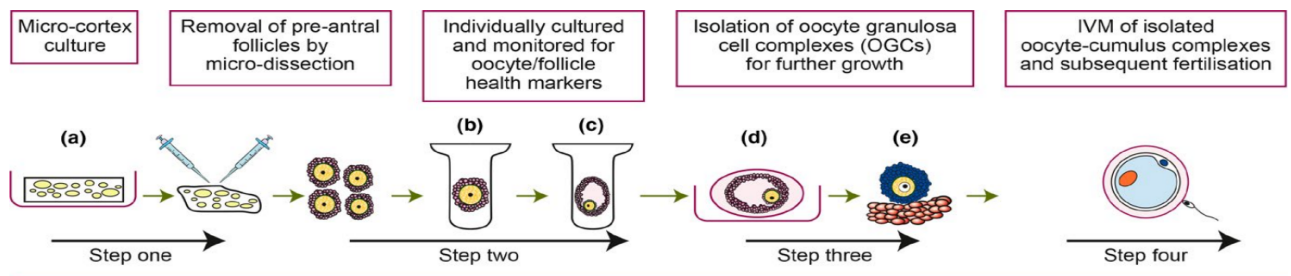 Micro-cortex
culture
Removal of pre-antral
follicles by
micro-dissection
Individually cultured
and monitored for
oocyte/follicle
health markers
Isolation of oocyte granulosa
cell complexes (OGCs)
for further growth
IVM of isolated
oocyte-cumulus complexes
and subsequent fertilisation
(a)
(b)
(c)
(d)
(e)
Step one
Step two
Step three
Step four